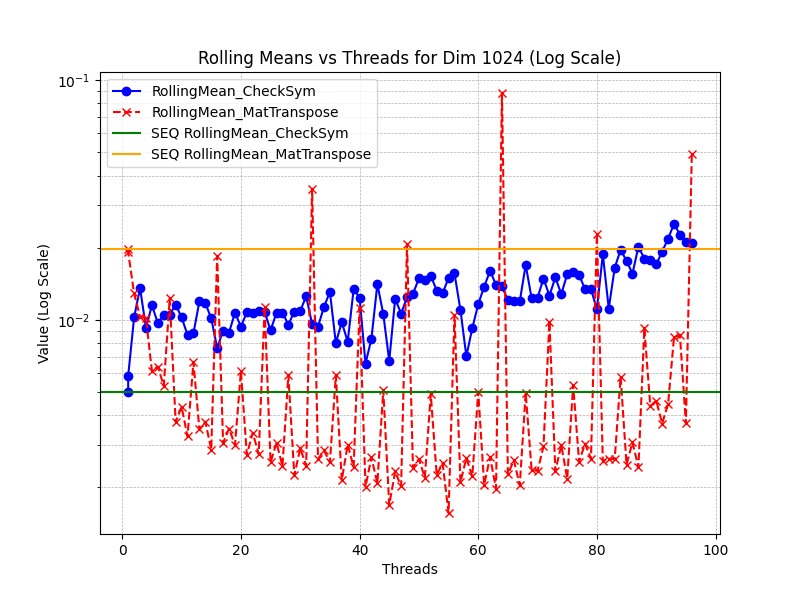 Rolling Means vs Threads for Dim 1024 (Log Scale)
RollingMean_CheckSym
RollingMean_MatTranspose
SEQ RollingMean_CheckSym
SEQ RollingMean_MatTranspose
Value (Log Scale)
10⁻¹
10⁻²
0 20 40 60 80 100
Threads